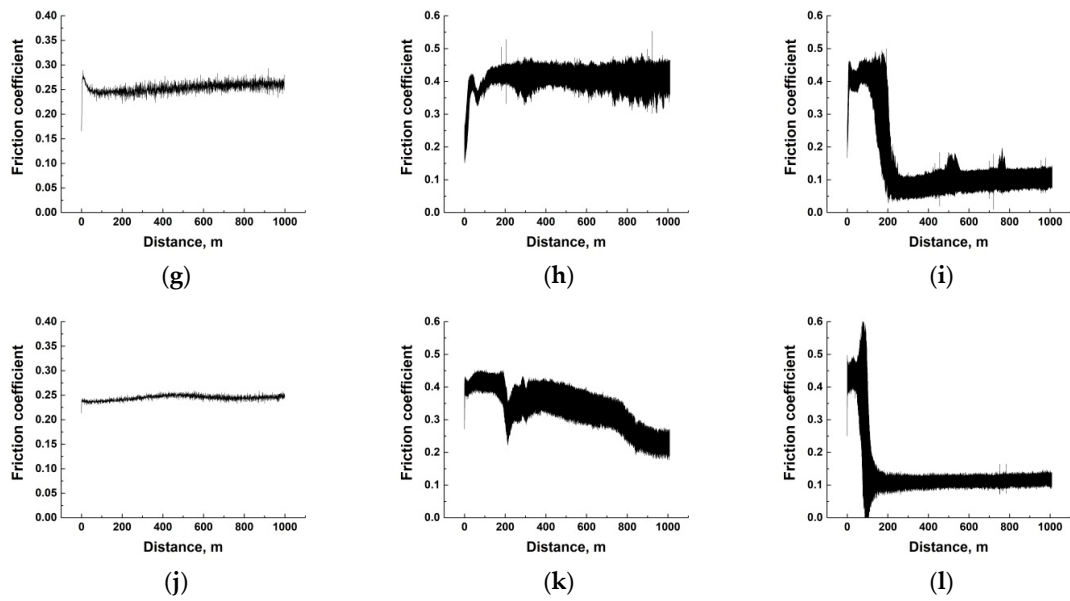 0.40
0.35
0.30
0.25
0.20
0.15
0.10
0.05
0.00
Friction coefficient
0 200 400 600 800 1000
Distance, m
(g)
0.6
0.5
0.4
0.3
0.2
0.1
0.0
Friction coefficient
0 200 400 600 800 1000
Distance, m
(h)
0.6
0.5
0.4
0.3
0.2
0.1
0.0
Friction coefficient
0 200 400 600 800 1000
Distance, m
(i)
0.40
0.35
0.30
0.25
0.20
0.15
0.10
0.05
0.00
Friction coefficient
0 200 400 600 800 1000
Distance, m
(j)
0.6
0.5
0.4
0.3
0.2
0.1
0.0
Friction coefficient
0 200 400 600 800 1000
Distance, m
(k)
0.6
0.5
0.4
0.3
0.2
0.1
0.0
Friction coefficient
0 200 400 600 800 1000
Distance, m
(l)